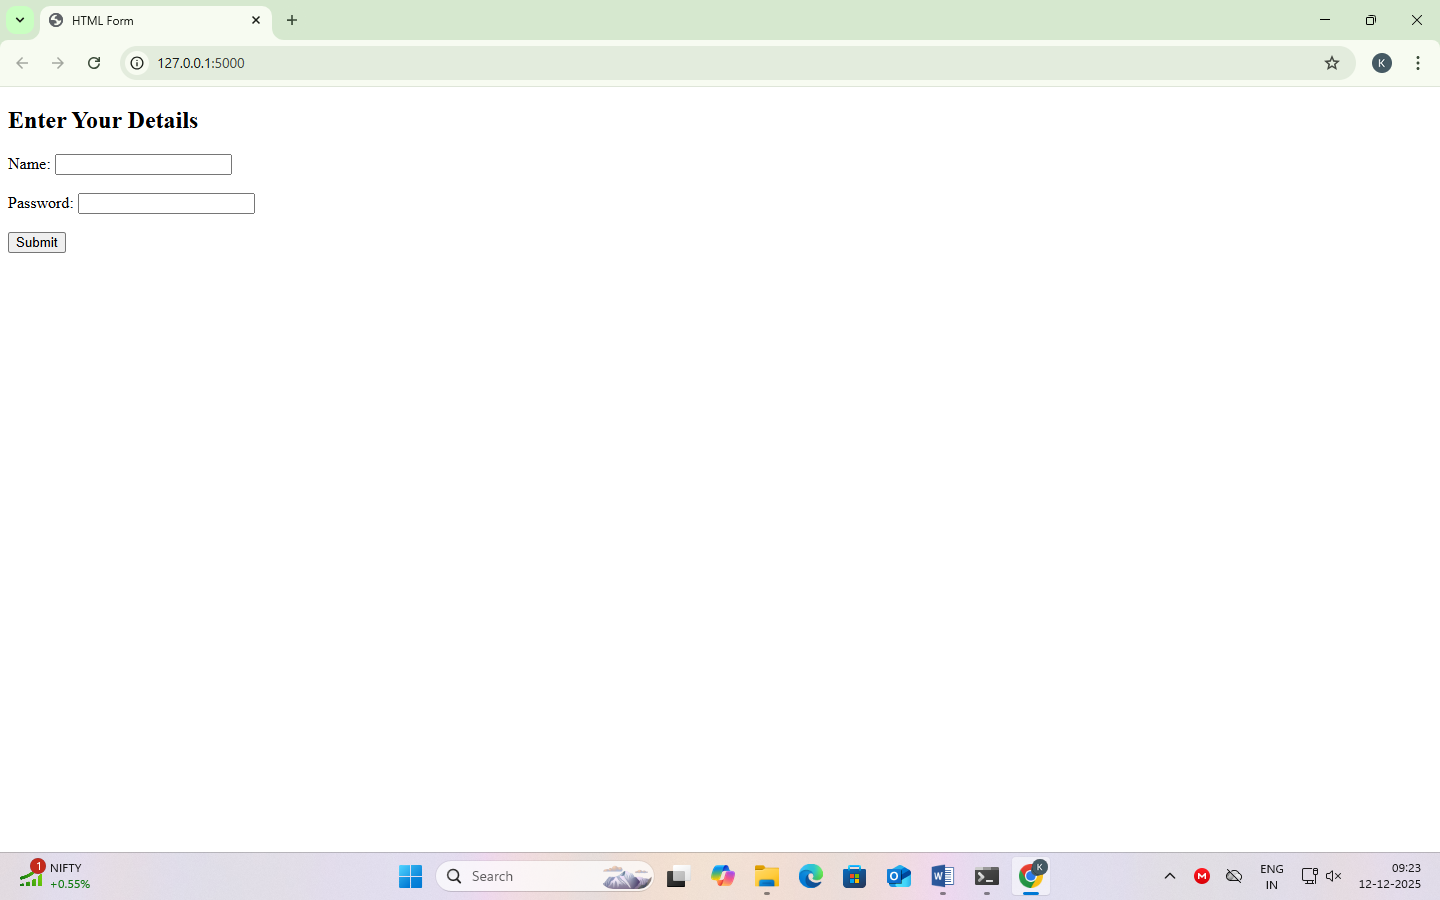 HTML Form
127.0.0.1:5000
K
Enter Your Details
Name:
Password:
Submit
1
NIFTY
+0.55%
Search
K
ENG
IN
09:23
12-12-2025